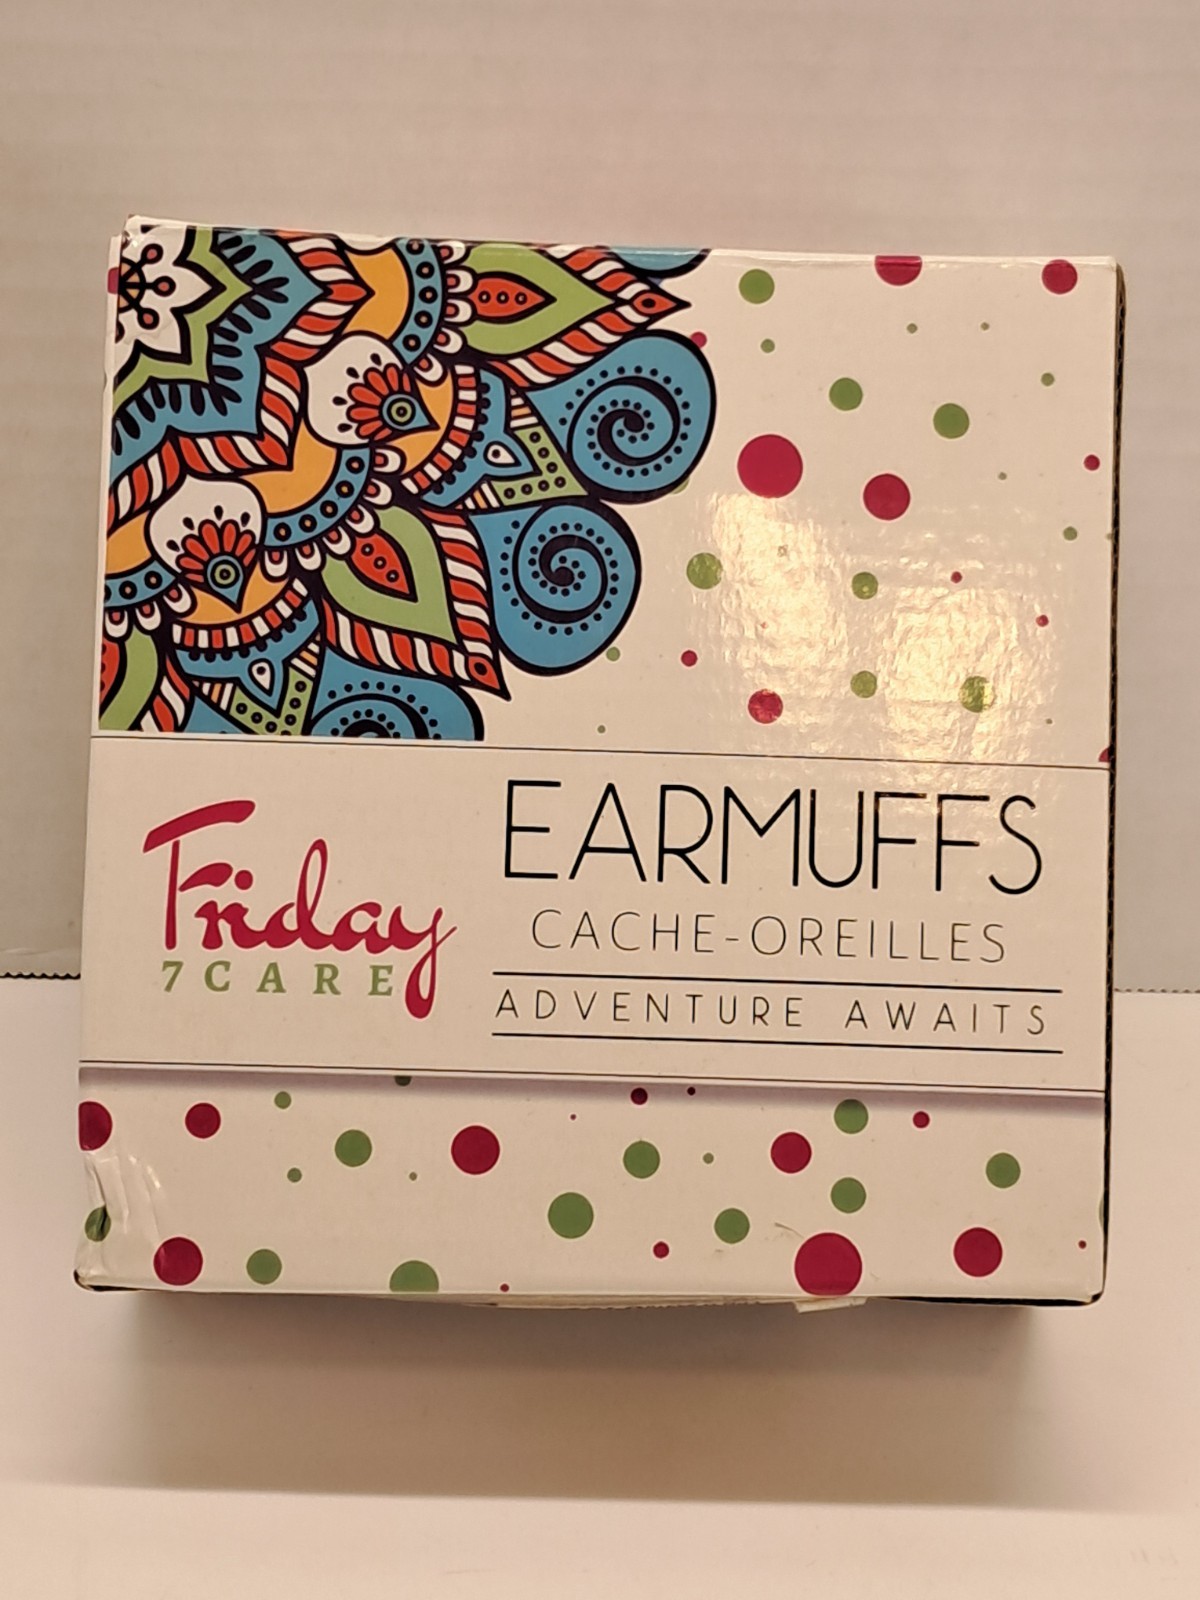 Friday
7CARE
EARMUFFS
CACHE-OREILLES
ADVENTURE AWAITS